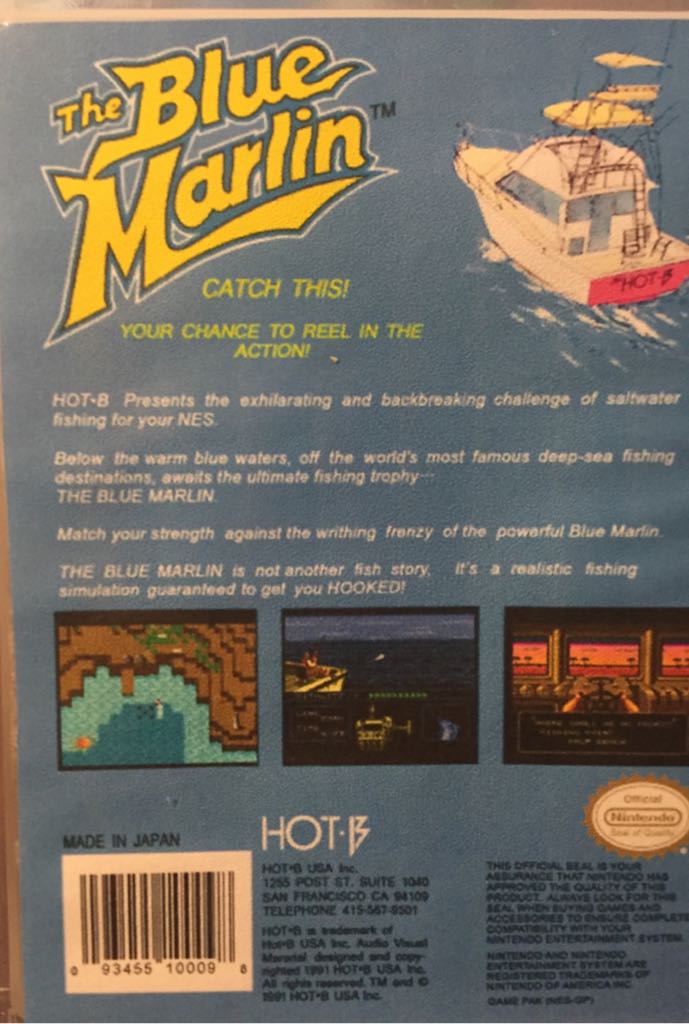 The
Blue
Marlin™
HOT-B
CATCH THIS!
YOUR CHANCE TO REEL IN THE
ACTION!
HOT•B Presents the exhilarating and backbreaking challenge of saltwater
fishing for your NES.
Below the warm blue waters, off the world's most famous deep-sea fishing
destinations, awaits the ultimate fishing trophy---
THE BLUE MARLIN.
Match your strength against the writhing frenzy of the powerful Blue Marlin.
THE BLUE MARLIN is not another fish story, It's a realistic fishing
simulation guaranteed to get you HOOKED!
MADE IN JAPAN
0 93455 10009 6
HOT•B
HOT•B USA Inc.
1255 POST ST. SUITE 1040
SAN FRANCISCO CA 94109
TELEPHONE 415-567-9501
HOT•B is trademark of
Hot•B USA Inc. Audio Visual
Material designed and copy-
righted 1991 HOT•B USA Inc.
All rights reserved. TM and ©
1991 HOT•B USA Inc.
Official
Nintendo
Seal of Quality
THIS OFFICIAL SEAL IS YOUR
ASSURANCE THAT NINTENDO HAS
APPROVED THE QUALITY OF THIS
PRODUCT. ALWAYS LOOK FOR THIS
SEAL WHEN BUYING GAMES AND
ACCESSORIES TO ENSURE COMPLETE
COMPATIBILITY WITH YOUR
NINTENDO ENTERTAINMENT SYSTEM.
NINTENDO AND NINTENDO
ENTERTAINMENT SYSTEM ARE
REGISTERED TRADEMARKS OF
NINTENDO OF AMERICA INC.
GAME PAK (NES-GP)